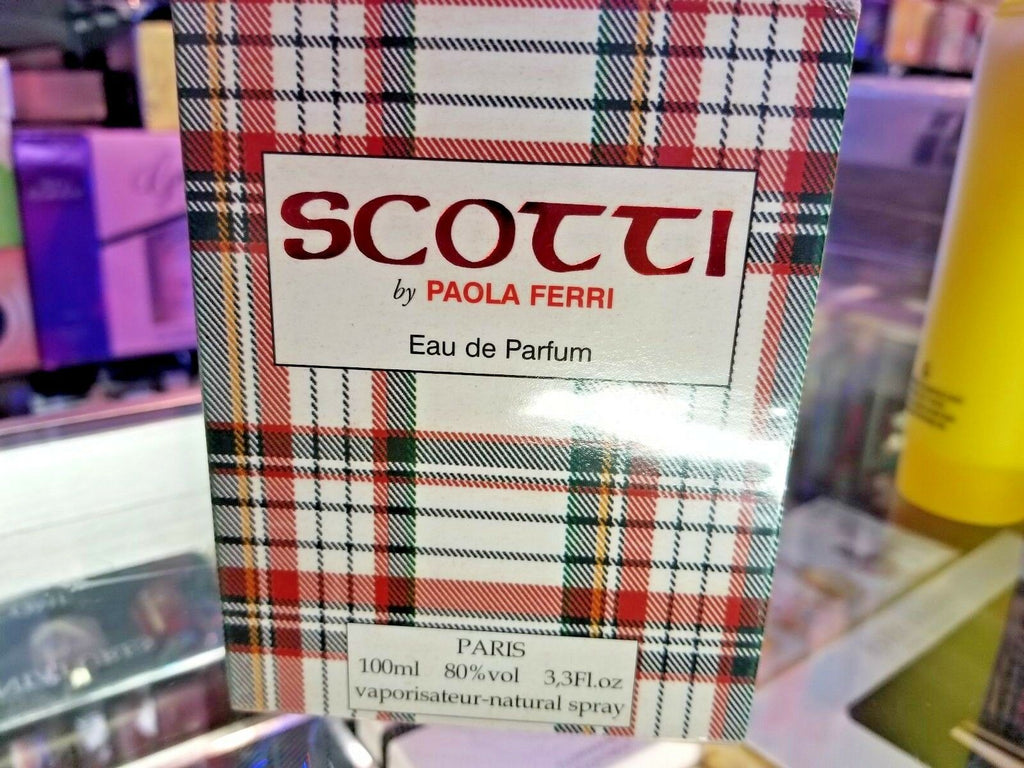 SCOTTI
by PAOLA FERRI
Eau de Parfum
PARIS
100ml 80%vol 3,3Fl.oz
vaporisateur-natural spray